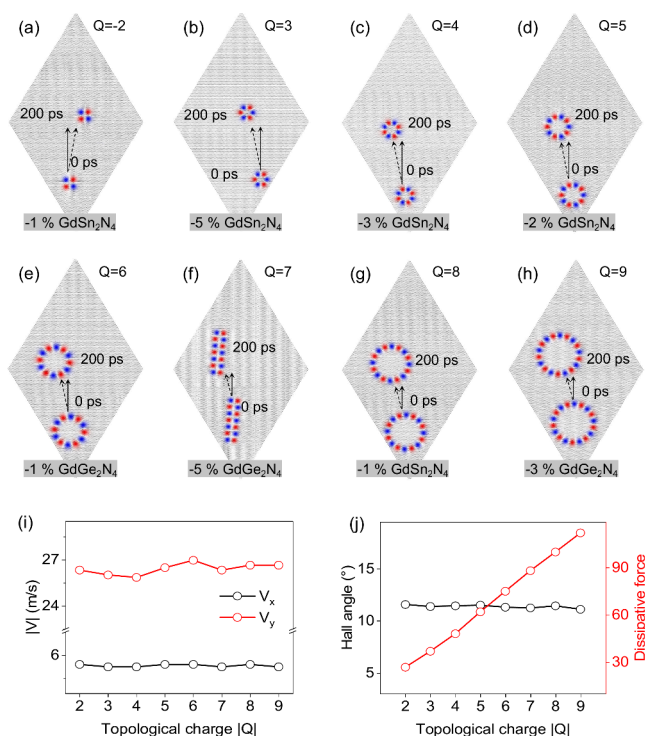 (a) Q=-2 (b) Q=3 (c) Q=4 (d) Q=5
200 ps 200 ps 200 ps 200 ps
0 ps 0 ps 0 ps 0 ps
-1 % GdSn₂N₄ -5 % GdSn₂N₄ -3 % GdSn₂N₄ -2 % GdSn₂N₄
(e) Q=6 (f) Q=7 (g) Q=8 (h) Q=9
200 ps 200 ps 200 ps 200 ps
0 ps 0 ps 0 ps 0 ps
-1 % GdGe₂N₄ -5 % GdGe₂N₄ -1 % GdSn₂N₄ -3 % GdGe₂N₄
(i)
|V| (m/s)
27
24
6
Vₓ
V_y
2 3 4 5 6 7 8 9
Topological charge |Q|
(j)
Hall angle (°)
15
10
5
Dissipative force
90
60
30
2 3 4 5 6 7 8 9
Topological charge |Q|